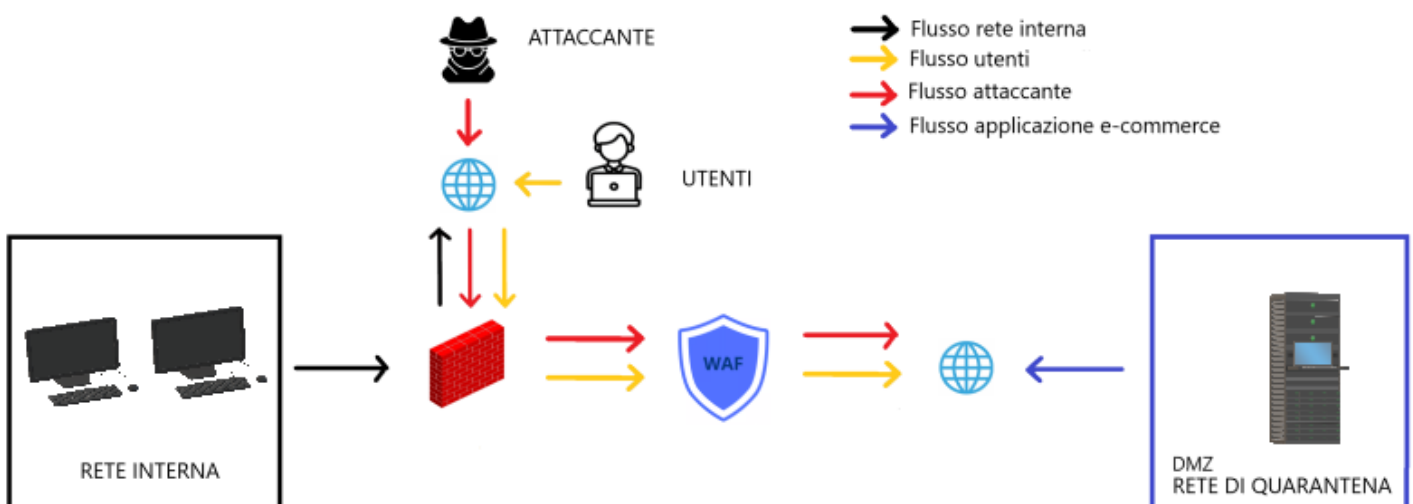 ATTACCANTE
Flusso rete interna
Flusso utenti
Flusso attaccante
Flusso applicazione e-commerce
UTENTI
WAF
RETE INTERNA
DMZ
RETE DI QUARANTENA